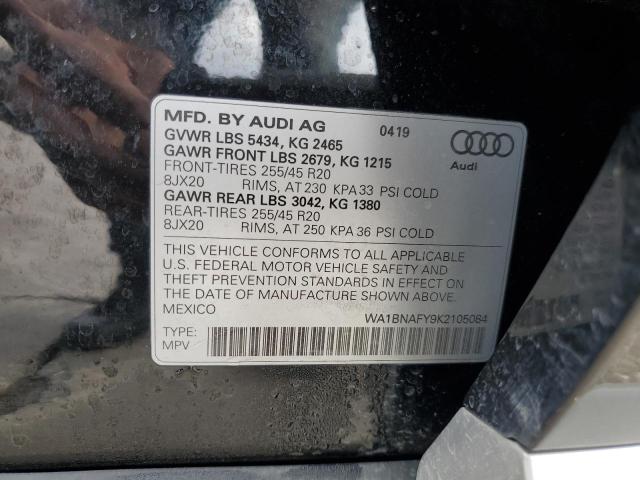 MFD. BY AUDI AG 0419
GVWR LBS 5434, KG 2465
GAWR FRONT LBS 2679, KG 1215
FRONT-TIRES 255/45 R20
8JX20 RIMS, AT 230 KPA 33 PSI COLD
GAWR REAR LBS 3042, KG 1380
REAR-TIRES 255/45 R20
8JX20 RIMS, AT 250 KPA 36 PSI COLD
Audi
THIS VEHICLE CONFORMS TO ALL APPLICABLE
U.S. FEDERAL MOTOR VEHICLE SAFETY AND
THEFT PREVENTION STANDARDS IN EFFECT ON
THE DATE OF MANUFACTURE SHOWN ABOVE.
MEXICO WA1BNAFY9K2105084
TYPE:
MPV